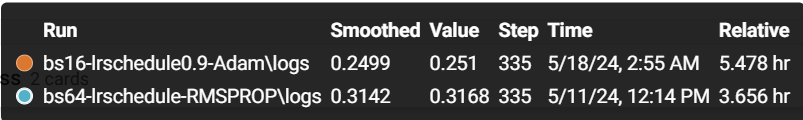 Run Smoothed Value Step Time Relative
bs16-lrschedule0.9-Adam\logs 0.2499 0.251 335 5/18/24, 2:55 AM 5.478 hr
ss 2 cards
bs64-lrschedule-RMSPROP\logs 0.3142 0.3168 335 5/11/24, 12:14 PM 3.656 hr